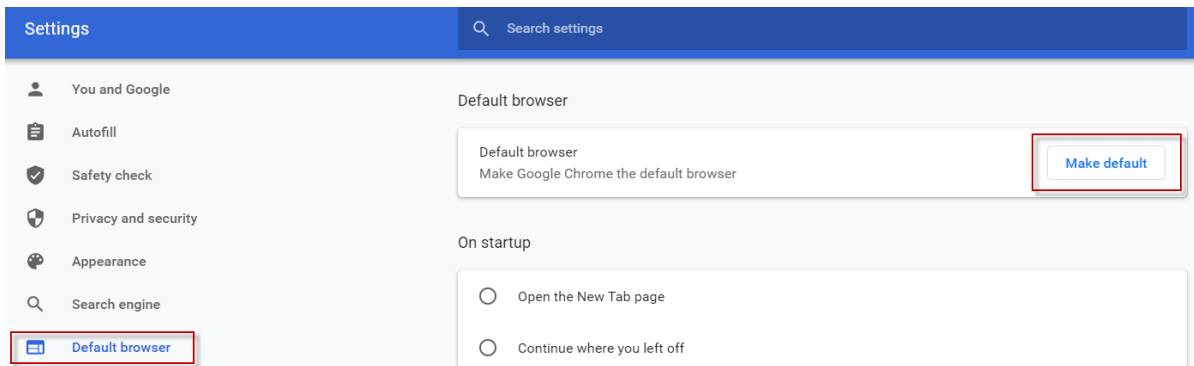 Settings
Search settings
You and Google
Autofill
Safety check
Privacy and security
Appearance
Search engine
Default browser
Default browser
Default browser
Make Google Chrome the default browser
Make default
On startup
Open the New Tab page
Continue where you left off